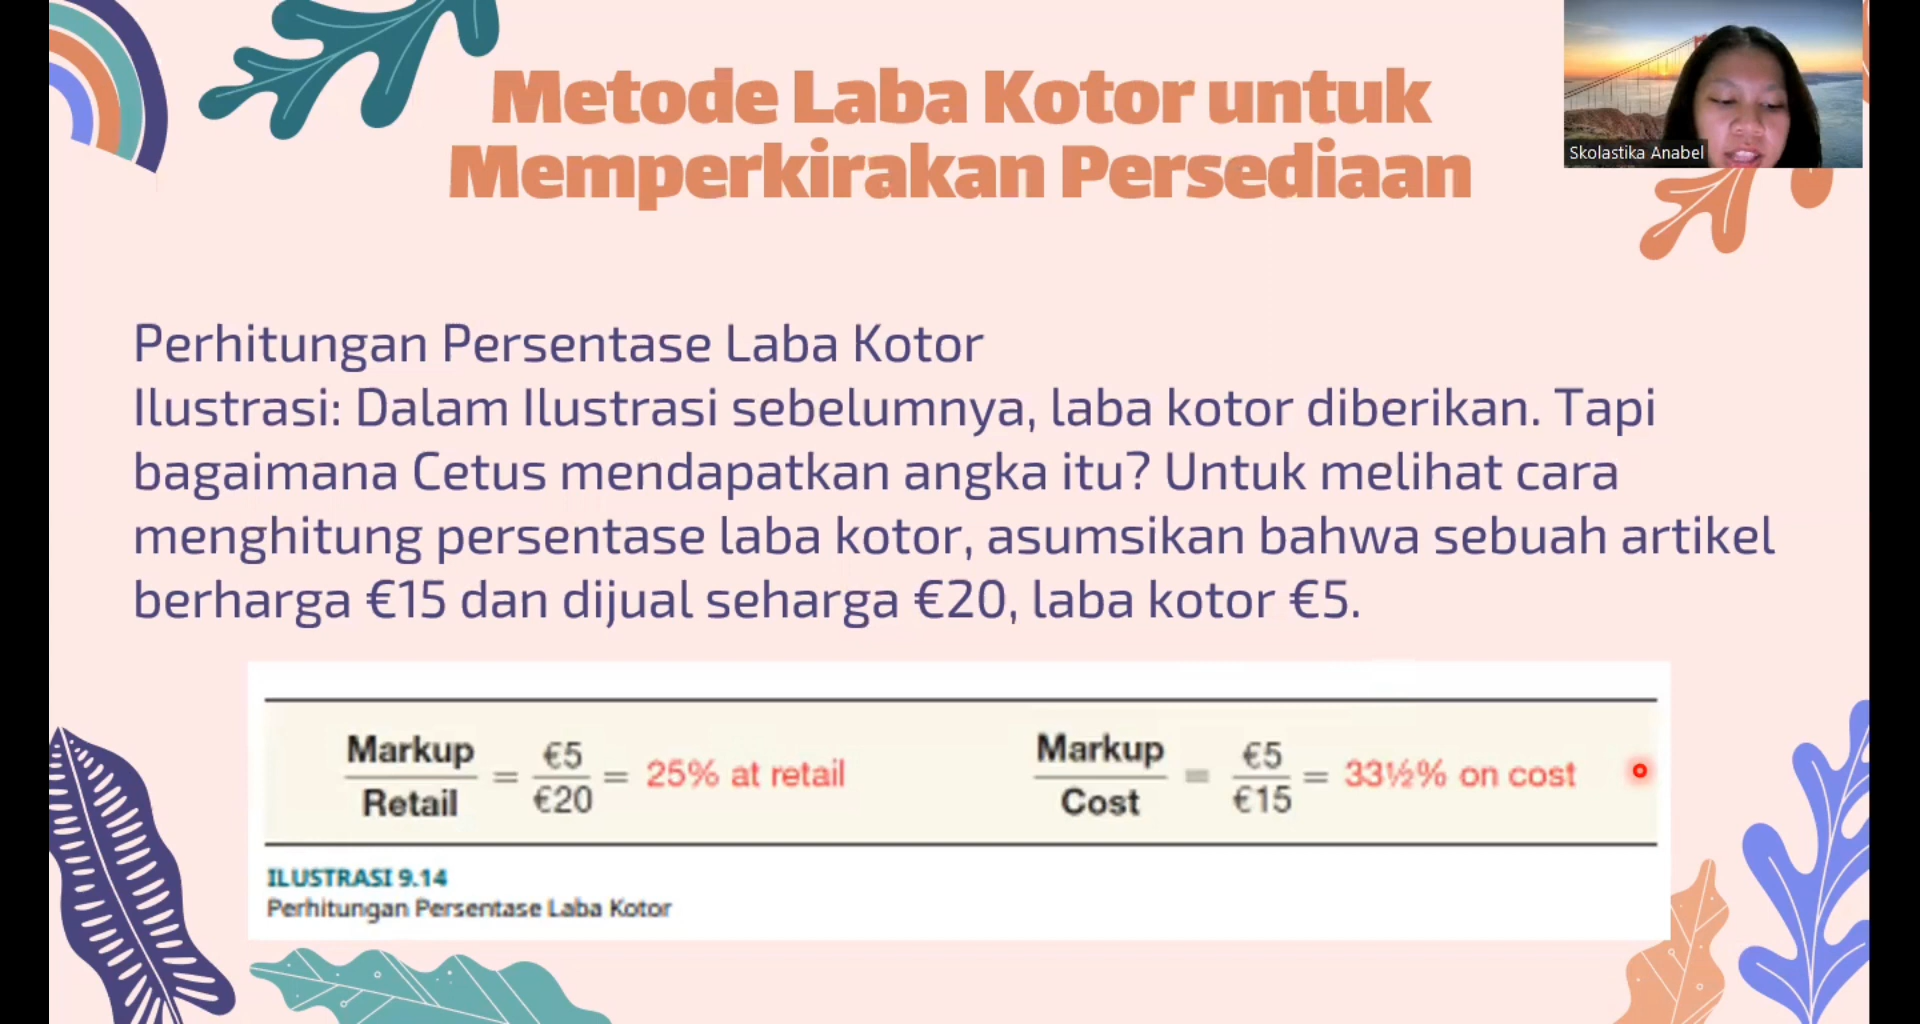 Metode Laba Kotor untuk
Memperkirakan Persediaan
Skolastika Anabel
Perhitungan Persentase Laba Kotor
Ilustrasi: Dalam Ilustrasi sebelumnya, laba kotor diberikan. Tapi
bagaimana Cetus mendapatkan angka itu? Untuk melihat cara
menghitung persentase laba kotor, asumsikan bahwa sebuah artikel
berharga €15 dan dijual seharga €20, laba kotor €5.
Markup / Retail = €5 / €20 = 25% at retail
Markup / Cost = €5 / €15 = 33⅓% on cost
ILUSTRASI 9.14
Perhitungan Persentase Laba Kotor